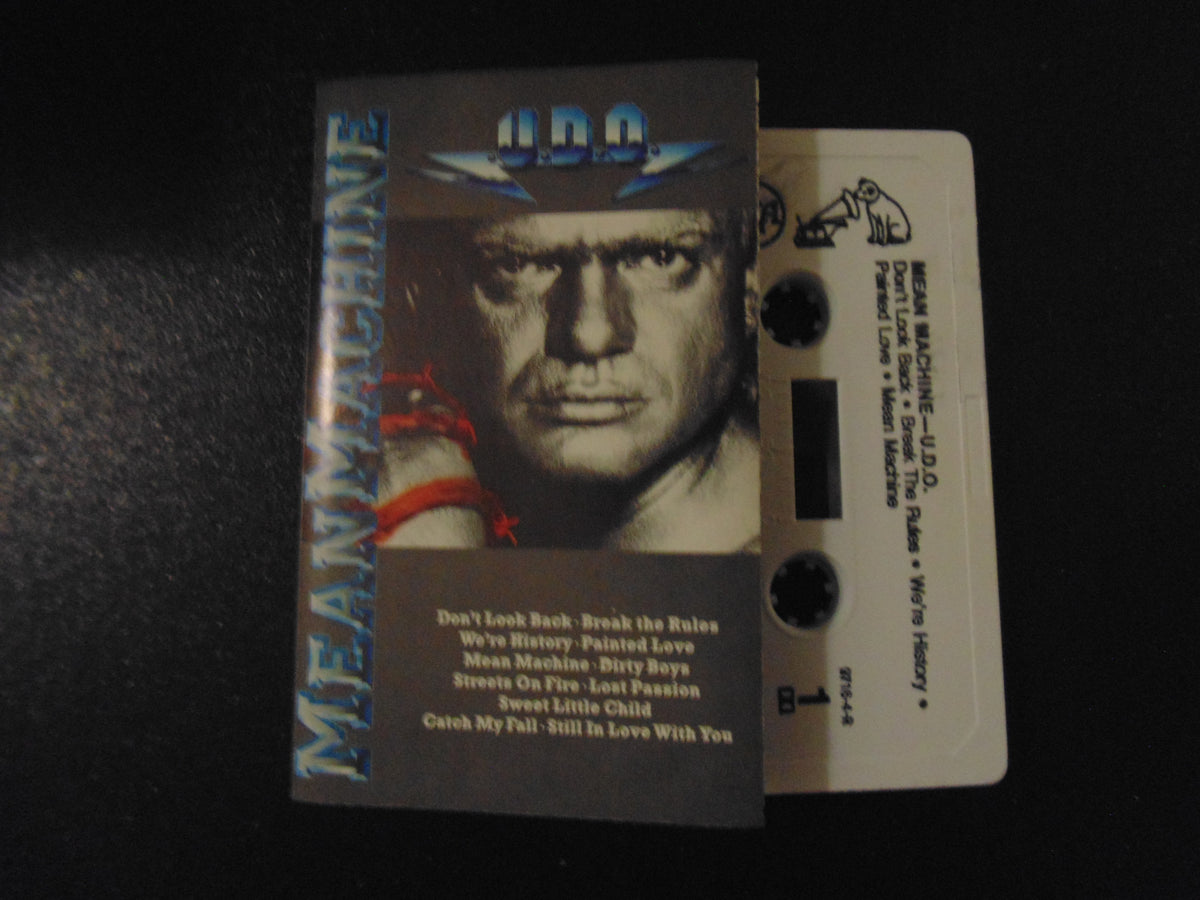 MEAN MACHINE
U.D.O.
Don't Look Back · Break the Rules
We're History · Painted Love
Mean Machine · Dirty Boys
Streets On Fire · Lost Passion
Sweet Little Child
Catch My Fall · Still In Love With You
MEAN MACHINE—U.D.O.
Don't Look Back • Break The Rules • We're History •
Painted Love • Mean Machine
1
9716-4-R